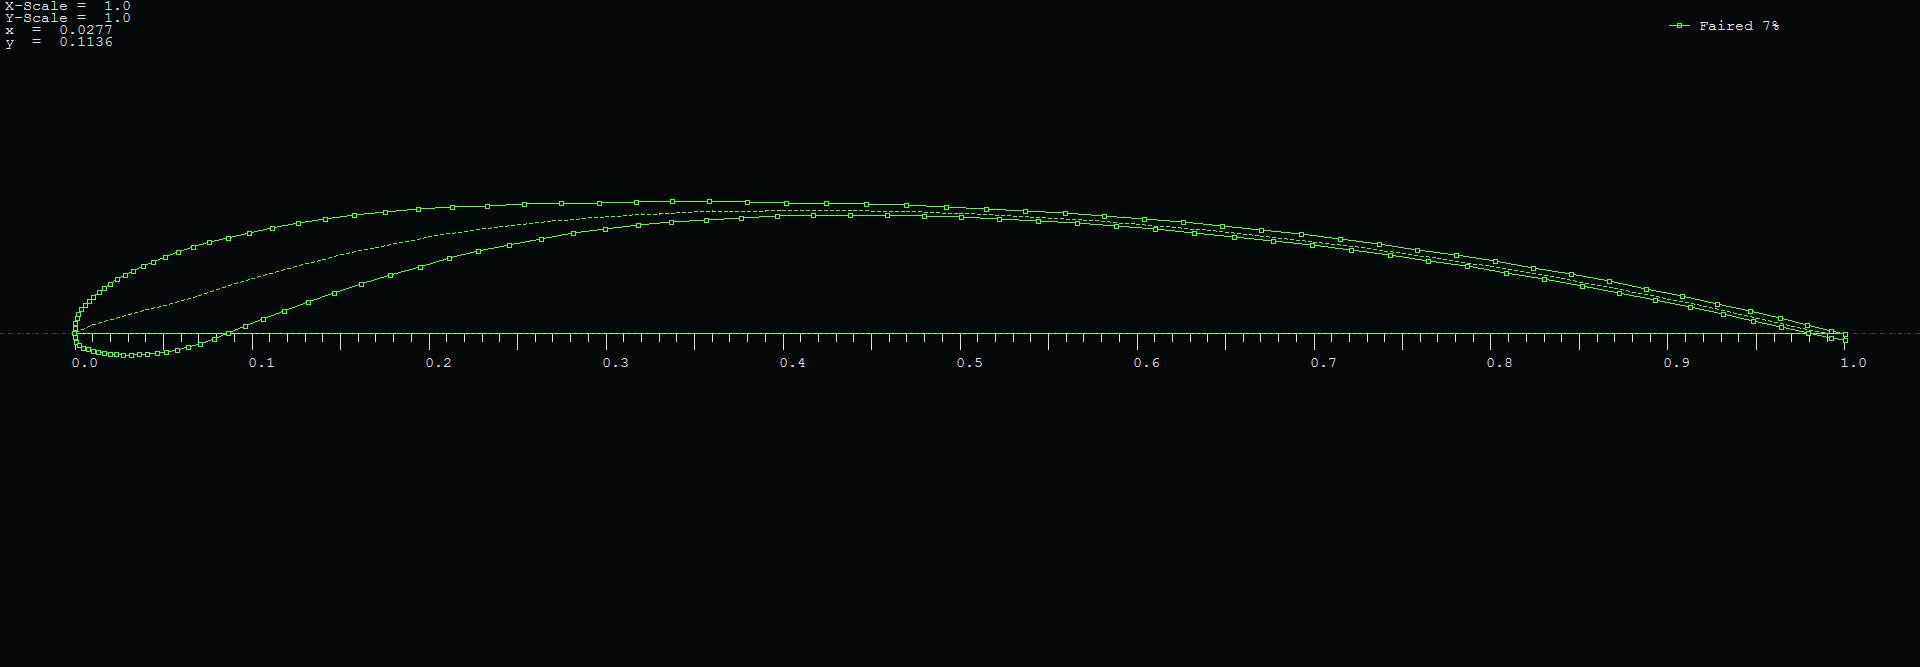 X-Scale =  1.0
Y-Scale =  1.0
x  =  0.0277
y  =  0.1136
Faired 7%
0.0 0.1 0.2 0.3 0.4 0.5 0.6 0.7 0.8 0.9 1.0